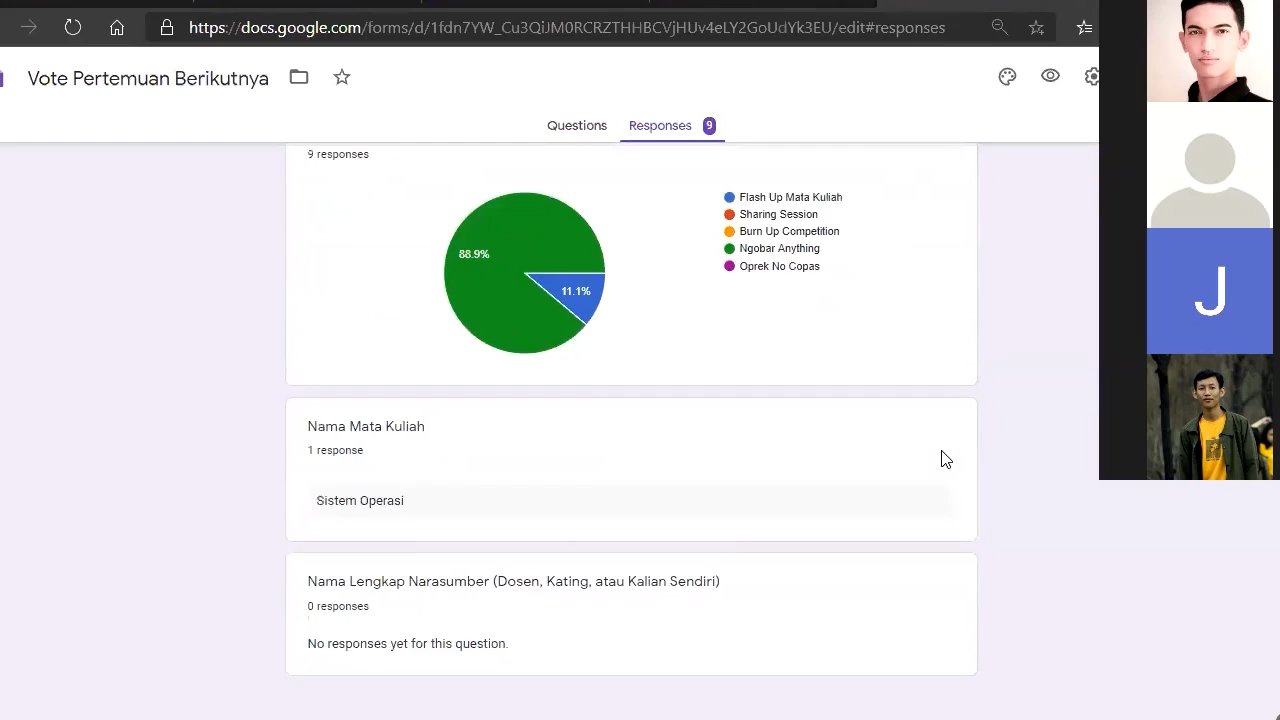 https://docs.google.com/forms/d/1fdn7YW_Cu3QiJM0RCRZTHHBCVjHUv4eLY2GoUdYk3EU/edit#responses
Vote Pertemuan Berikutnya
Questions
Responses 9
9 responses
88.9%
11.1%
Flash Up Mata Kuliah
Sharing Session
Burn Up Competition
Ngobar Anything
Oprek No Copas
Nama Mata Kuliah
1 response
Sistem Operasi
Nama Lengkap Narasumber (Dosen, Kating, atau Kalian Sendiri)
0 responses
No responses yet for this question.
J